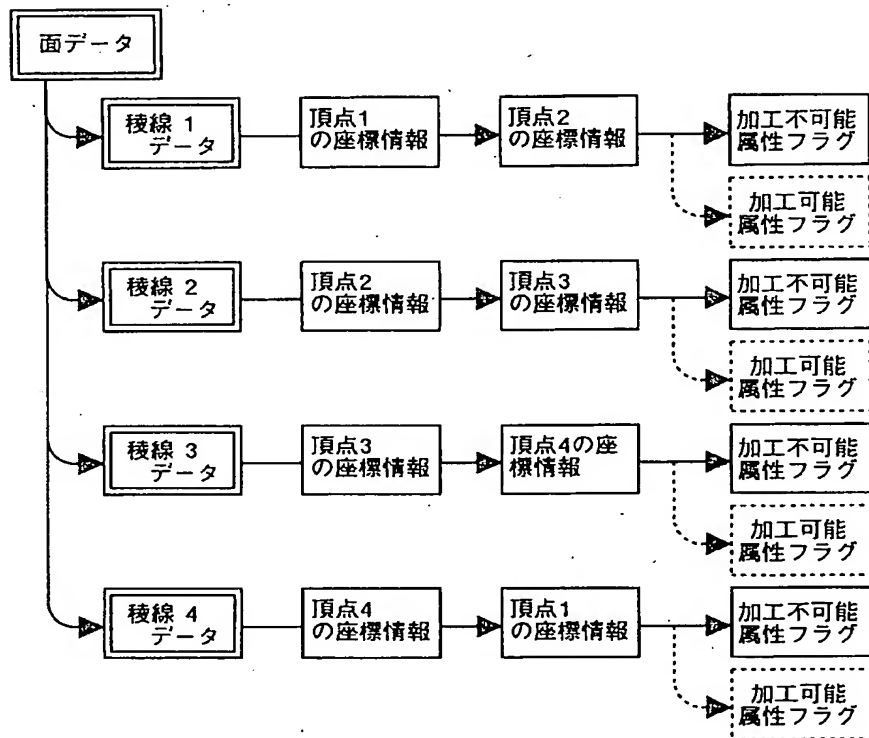 面データ
稜線 1
データ
頂点1
の座標情報
頂点2
の座標情報
加工不可能
属性フラグ
加工可能
属性フラグ
稜線 2
データ
頂点2
の座標情報
頂点3
の座標情報
加工不可能
属性フラグ
加工可能
属性フラグ
稜線 3
データ
頂点3
の座標情報
頂点4の座
標情報
加工不可能
属性フラグ
加工可能
属性フラグ
稜線 4
データ
頂点4
の座標情報
頂点1
の座標情報
加工不可能
属性フラグ
加工可能
属性フラグ